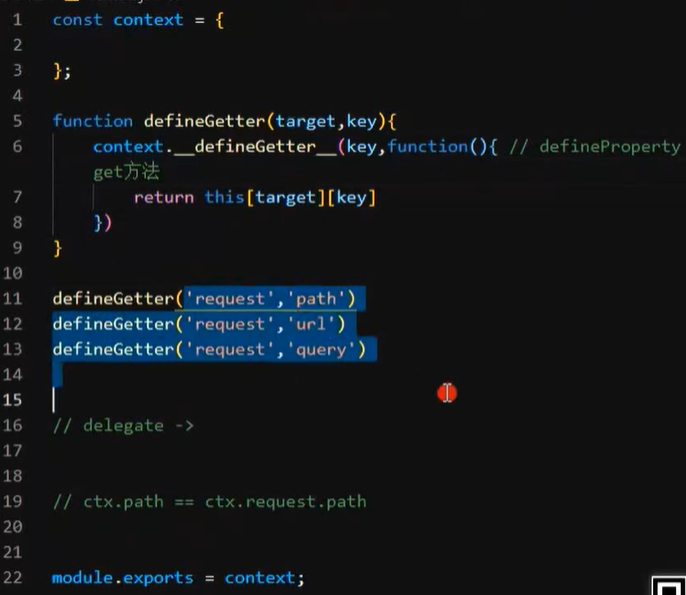 1 const context = {
2
3 };
4
5 function defineGetter(target,key){
6 context.__defineGetter__(key,function(){ // defineProperty
get方法
7 return this[target][key]
8 })
9 }
10
11 defineGetter('request','path')
12 defineGetter('request','url')
13 defineGetter('request','query')
14
15
16 // delegate ->
17
18
19 // ctx.path == ctx.request.path
20
21
22 module.exports = context;